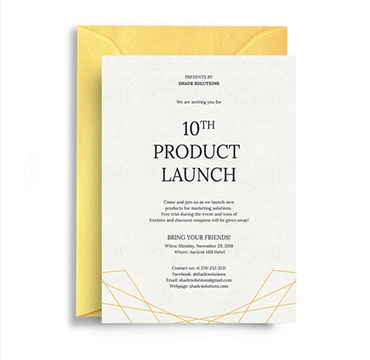 PRESENTS BY
SHADE SOLUTIONS
We are inviting you for
10TH
PRODUCT
LAUNCH
Come and join us as we launch new
products for marketing solutions.
Free trial during the event and tons of
freebies and discount coupons will be given away!
BRING YOUR FRIENDS!
When: Monday, November 29, 2018
Where: Ancient Mill Hotel
Contact no: +1 219-252-2131
Facebook: @shadesolutions
Email: shadesolutions@gmail.com
Webpage: shadesolutions.com